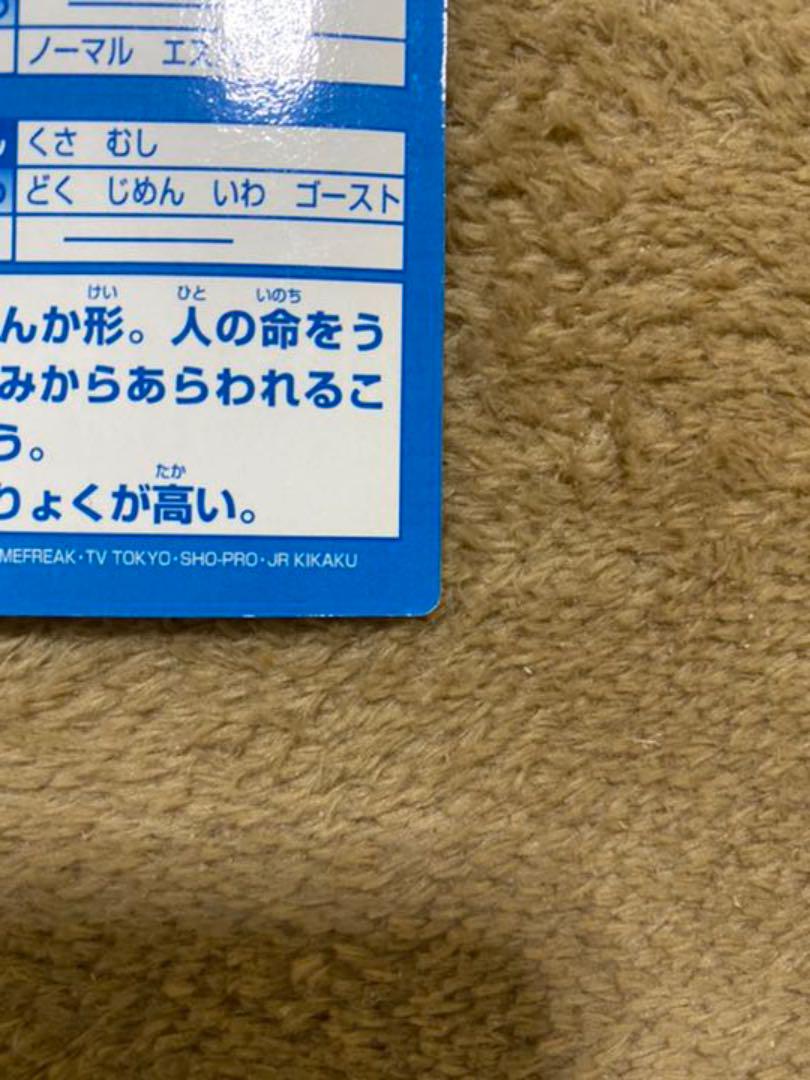 ノーマル エス
くさ むし
どく じめん いわ ゴースト
んか形。人の命をう
けい ひと いのち
みからあらわれるこ
う。
りょくが高い。
たか
MEFREAK・TV TOKYO・SHO-PRO・JR KIKAKU